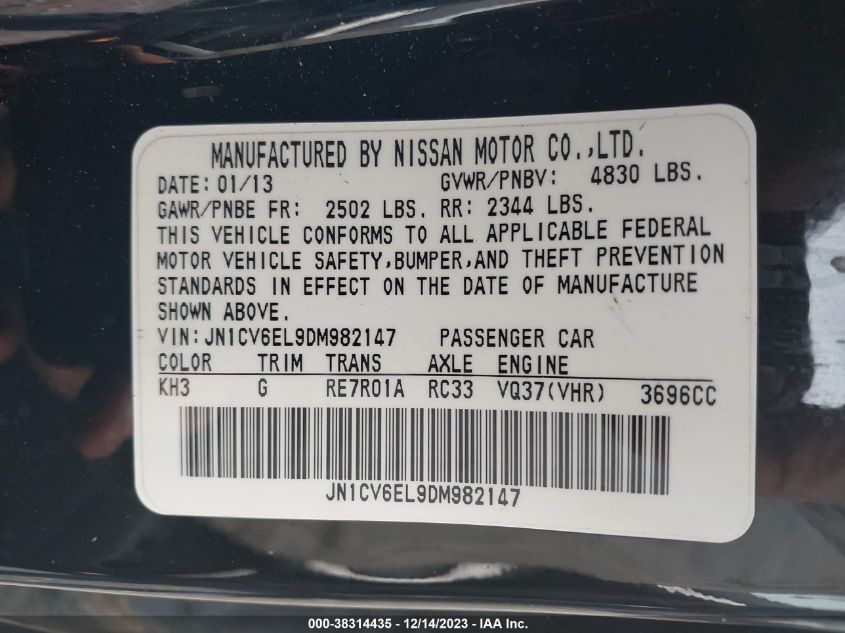 MANUFACTURED BY NISSAN MOTOR CO.,LTD.
DATE: 01/13 GVWR/PNBV: 4830 LBS.
GAWR/PNBE FR: 2502 LBS. RR: 2344 LBS.
THIS VEHICLE CONFORMS TO ALL APPLICABLE FEDERAL
MOTOR VEHICLE SAFETY,BUMPER,AND THEFT PREVENTION
STANDARDS IN EFFECT ON THE DATE OF MANUFACTURE
SHOWN ABOVE.
VIN:JN1CV6EL9DM982147 PASSENGER CAR
COLOR TRIM TRANS AXLE ENGINE
KH3 G RE7R01A RC33 VQ37(VHR) 3696CC
JN1CV6EL9DM982147
000-38314435 - 12/14/2023 - IAA Inc.